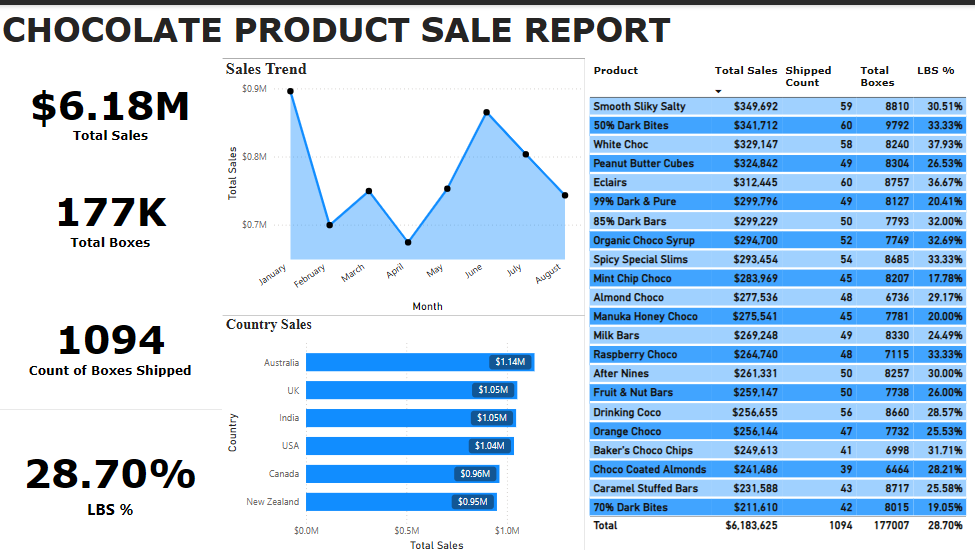 CHOCOLATE PRODUCT SALE REPORT
$6.18M
Total Sales
177K
Total Boxes
1094
Count of Boxes Shipped
28.70%
LBS %
Sales Trend
Total Sales
$0.9M
$0.8M
$0.7M
January
February
March
April
May
June
July
August
Month
Country Sales
Country
Australia $1.14M
UK $1.05M
India $1.05M
USA $1.04M
Canada $0.96M
New Zealand $0.95M
$0.0M $0.5M $1.0M
Total Sales
Product Total Sales Shipped Count Total Boxes LBS %
Smooth Sliky Salty $349,692 59 8810 30.51%
50% Dark Bites $341,712 60 9792 33.33%
White Choc $329,147 58 8240 37.93%
Peanut Butter Cubes $324,842 49 8304 26.53%
Eclairs $312,445 60 8757 36.67%
99% Dark & Pure $299,796 49 8127 20.41%
85% Dark Bars $299,229 50 7793 32.00%
Organic Choco Syrup $294,700 52 7749 32.69%
Spicy Special Slims $293,454 54 8685 33.33%
Mint Chip Choco $283,969 45 8207 17.78%
Almond Choco $277,536 48 6736 29.17%
Manuka Honey Choco $275,541 45 7781 20.00%
Milk Bars $269,248 49 8330 24.49%
Raspberry Choco $264,740 48 7115 33.33%
After Nines $261,331 50 8257 30.00%
Fruit & Nut Bars $259,147 50 7738 26.00%
Drinking Coco $256,655 56 8660 28.57%
Orange Choco $256,144 47 7732 25.53%
Baker's Choco Chips $249,613 41 6998 31.71%
Choco Coated Almonds $241,486 39 6464 28.21%
Caramel Stuffed Bars $231,588 43 8717 25.58%
70% Dark Bites $211,610 42 8015 19.05%
Total $6,183,625 1094 177007 28.70%